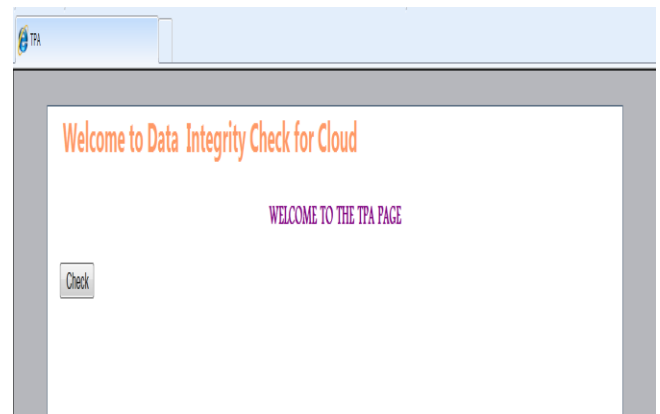 TPA
Welcome to Data Integrity Check for Cloud
WELCOME TO THE TPA PAGE
Check